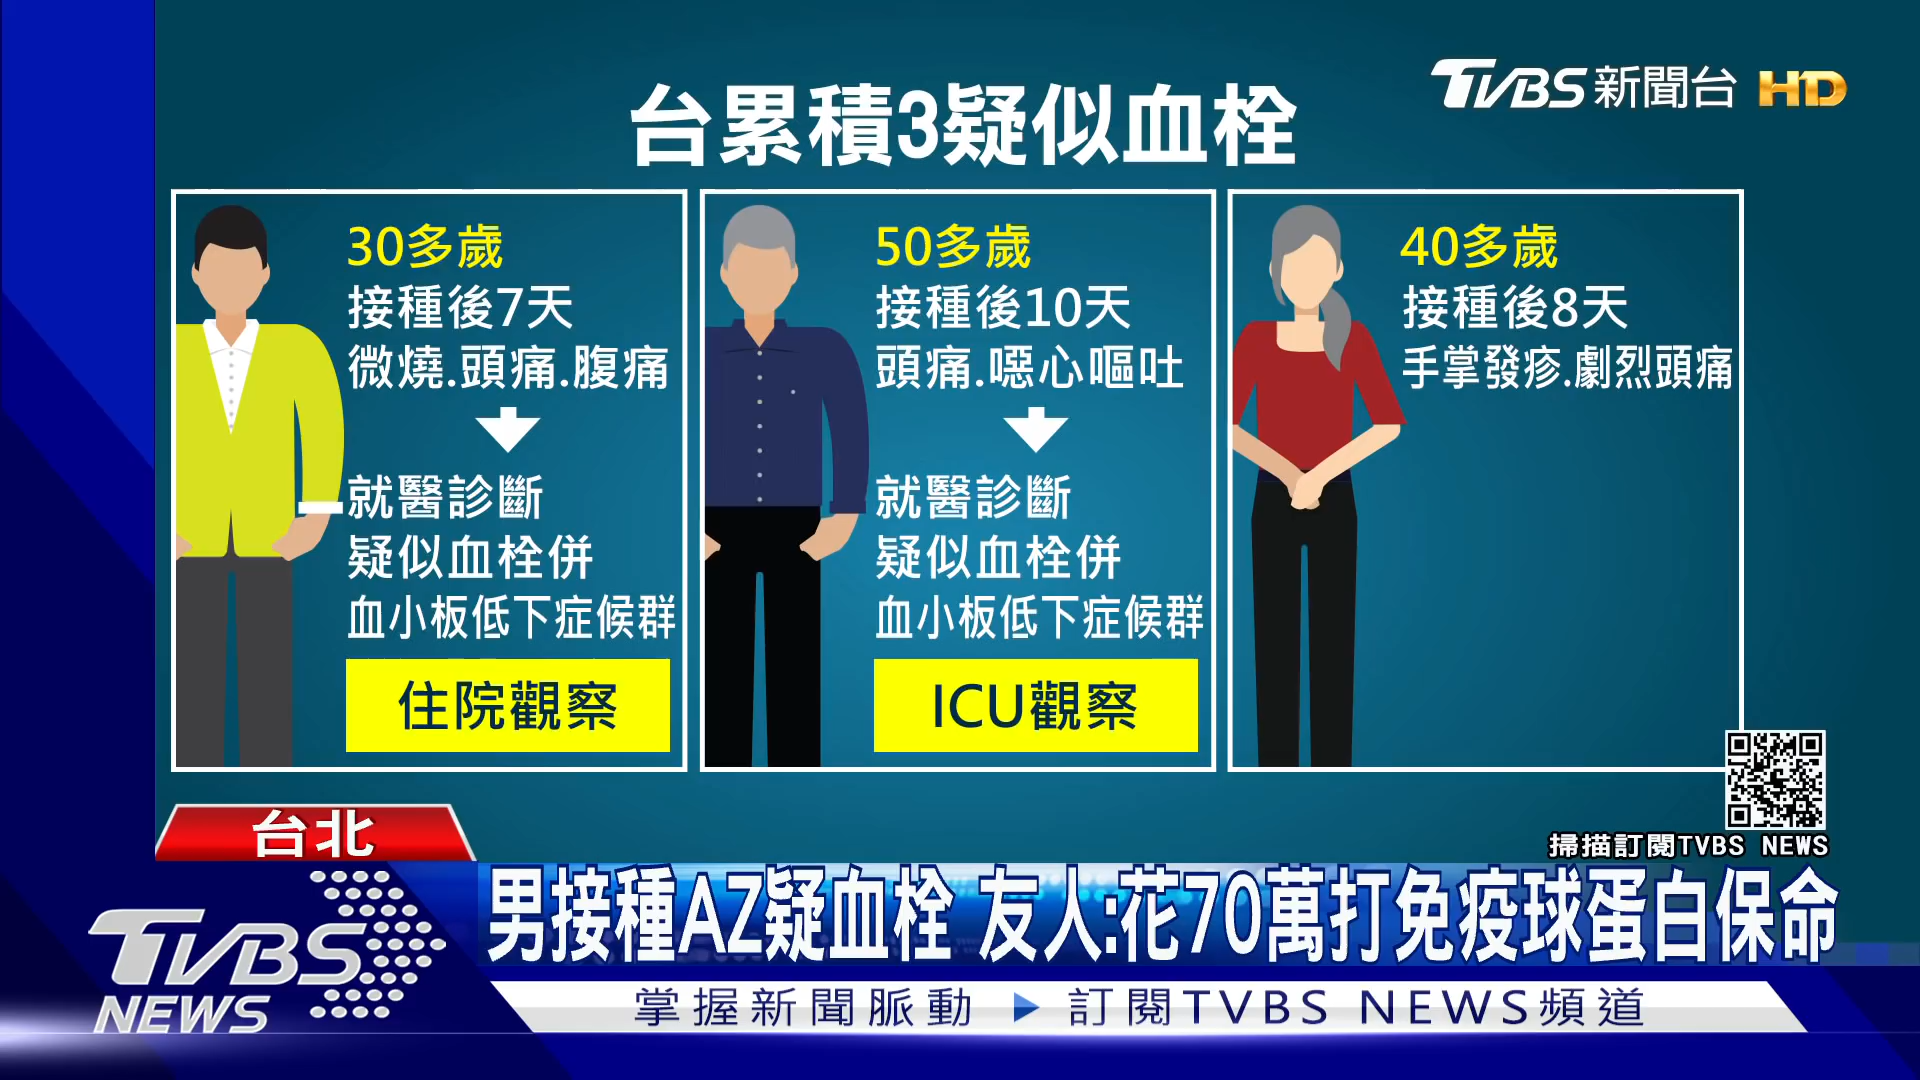 TVBS新聞台 HD
台累積3疑似血栓
30多歲
接種後7天
微燒.頭痛.腹痛
就醫診斷
疑似血栓併
血小板低下症候群
住院觀察
50多歲
接種後10天
頭痛.噁心嘔吐
就醫診斷
疑似血栓併
血小板低下症候群
ICU觀察
40多歲
接種後8天
手掌發疹.劇烈頭痛
掃描訂閱TVBS NEWS
台北
男接種AZ疑血栓 友人:花70萬打免疫球蛋白保命
TVBS
NEWS
掌握新聞脈動 ▶ 訂閱TVBS NEWS頻道